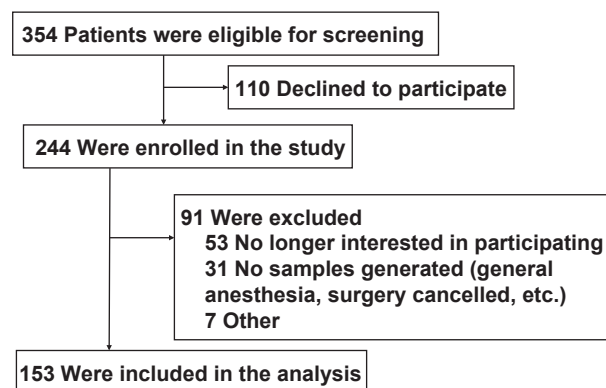 354 Patients were eligible for screening
110 Declined to participate
244 Were enrolled in the study
91 Were excluded
53 No longer interested in participating
31 No samples generated (general
anesthesia, surgery cancelled, etc.)
7 Other
153 Were included in the analysis